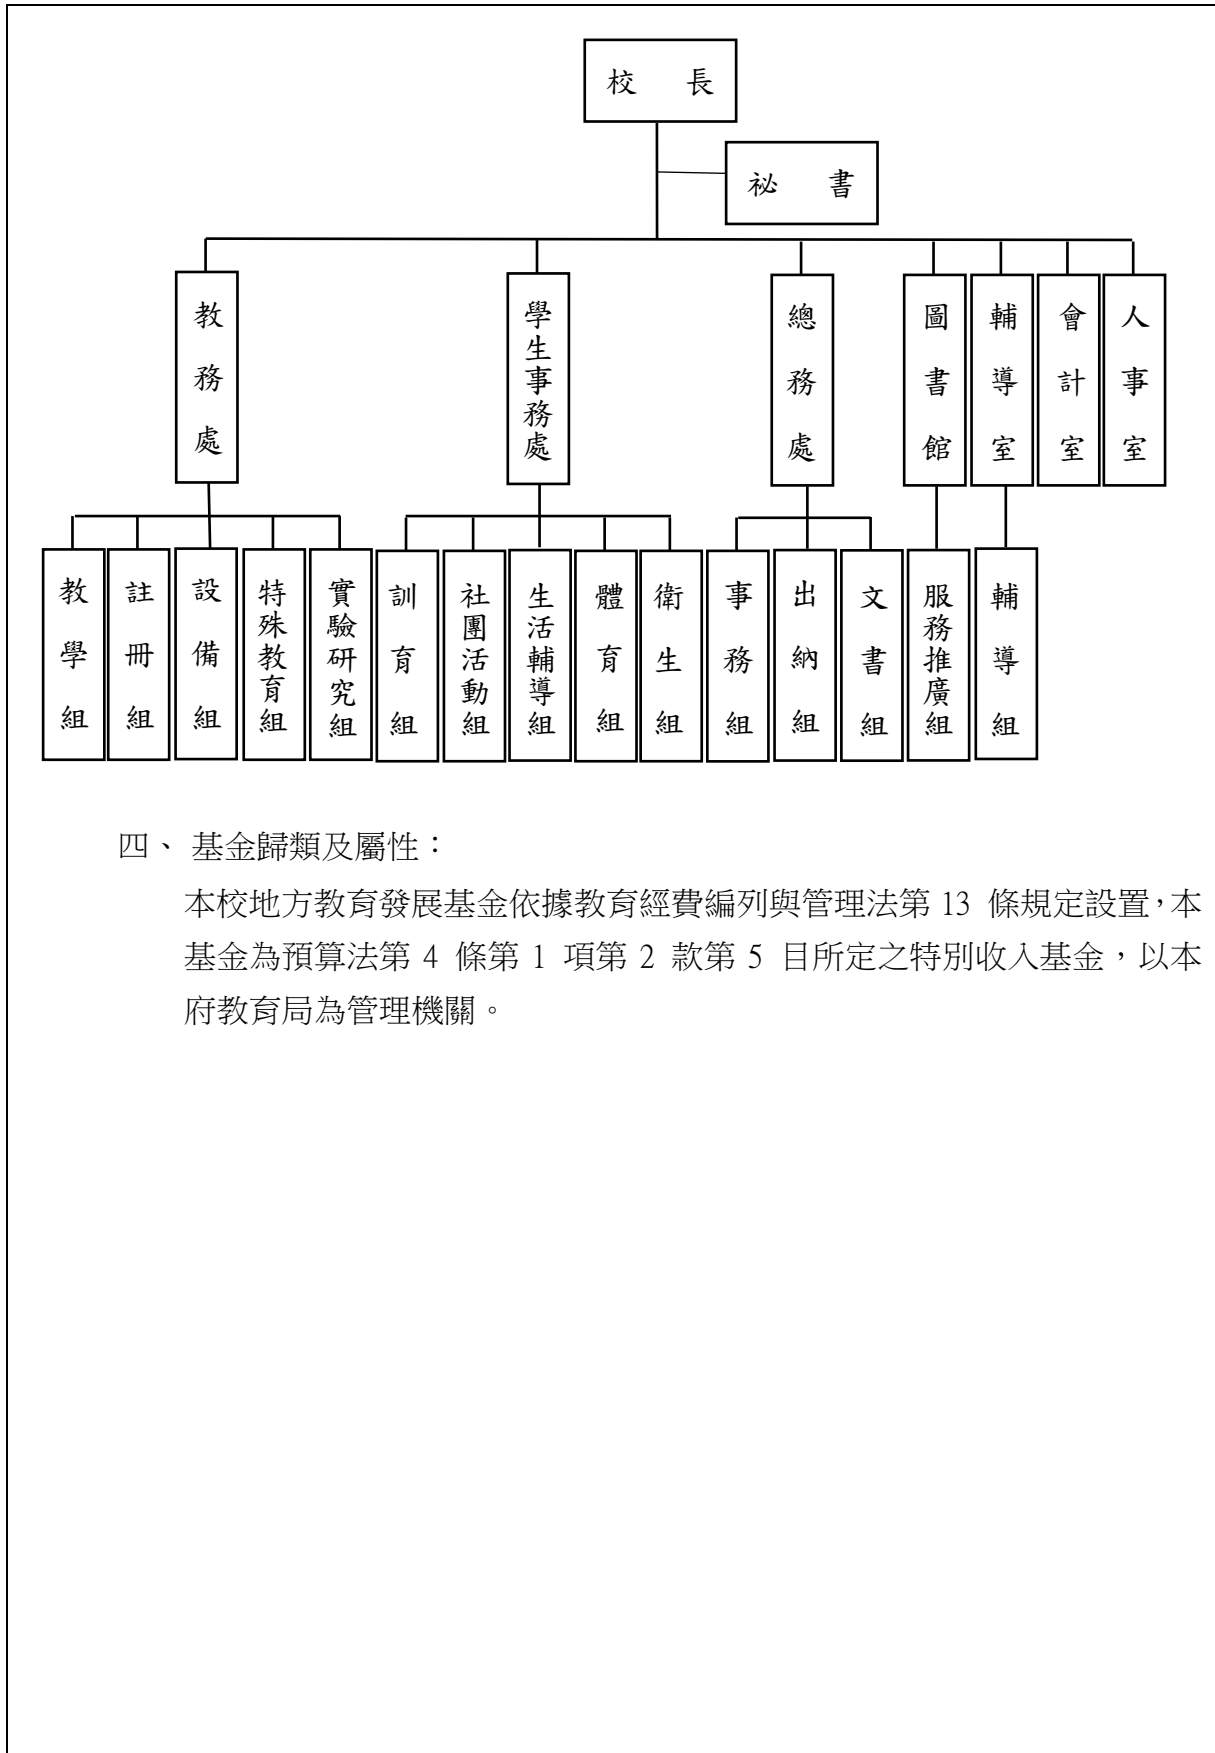 校 長
祕 書
教務處
學生事務處
總務處
圖書館
輔導室
會計室
人事室
教學組
註冊組
設備組
特殊教育組
實驗研究組
訓育組
社團活動組
生活輔導組
體育組
衛生組
事務組
出納組
文書組
服務推廣組
輔導組
四、 基金歸類及屬性：
本校地方教育發展基金依據教育經費編列與管理法第 13 條規定設置，本
基金為預算法第 4 條第 1 項第 2 款第 5 目所定之特別收入基金，以本
府教育局為管理機關。